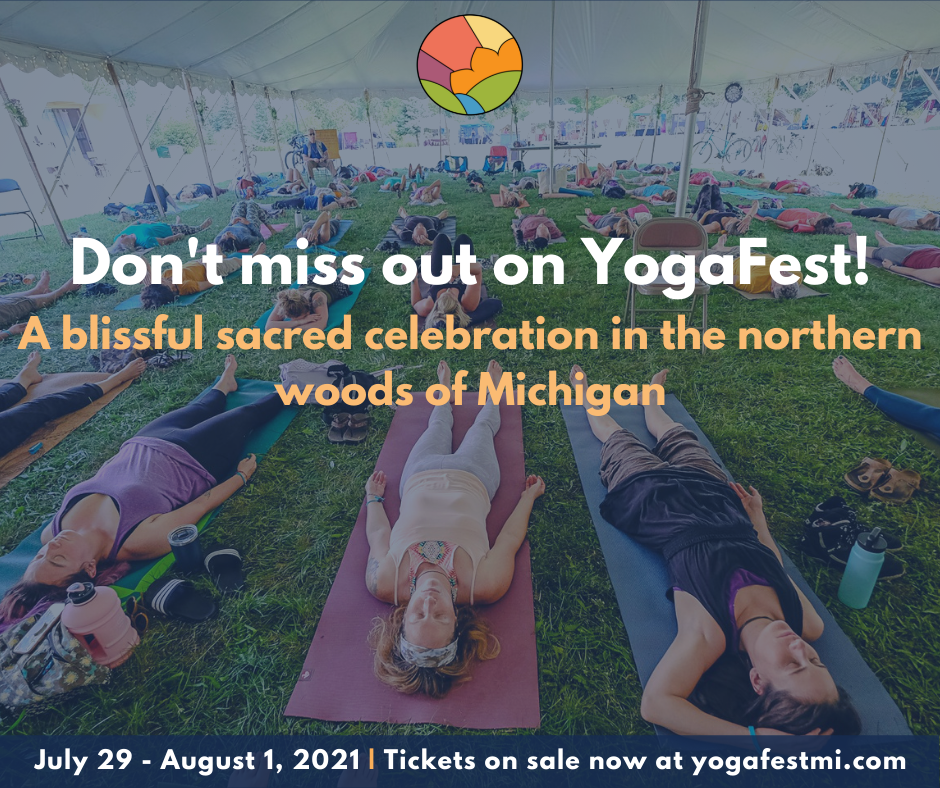 Don't miss out on YogaFest!
A blissful sacred celebration in the northern
woods of Michigan
July 29 - August 1, 2021 | Tickets on sale now at yogafestmi.com